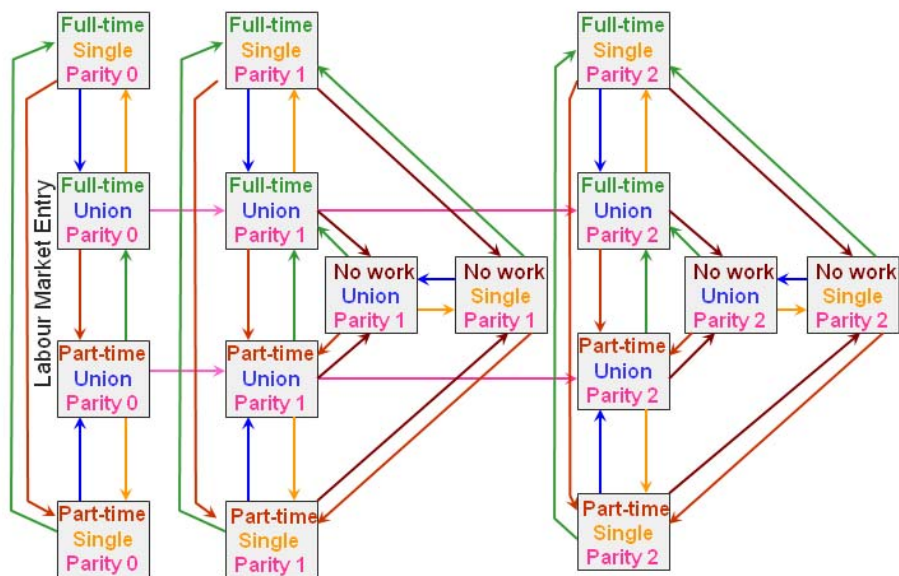 Full-time
Single
Parity 0
Full-time
Single
Parity 1
Full-time
Single
Parity 2
Labour Market Entry
Full-time
Union
Parity 0
Full-time
Union
Parity 1
Full-time
Union
Parity 2
No work
Union
Parity 1
No work
Single
Parity 1
No work
Union
Parity 2
No work
Single
Parity 2
Part-time
Union
Parity 0
Part-time
Union
Parity 1
Part-time
Union
Parity 2
Part-time
Single
Parity 0
Part-time
Single
Parity 1
Part-time
Single
Parity 2